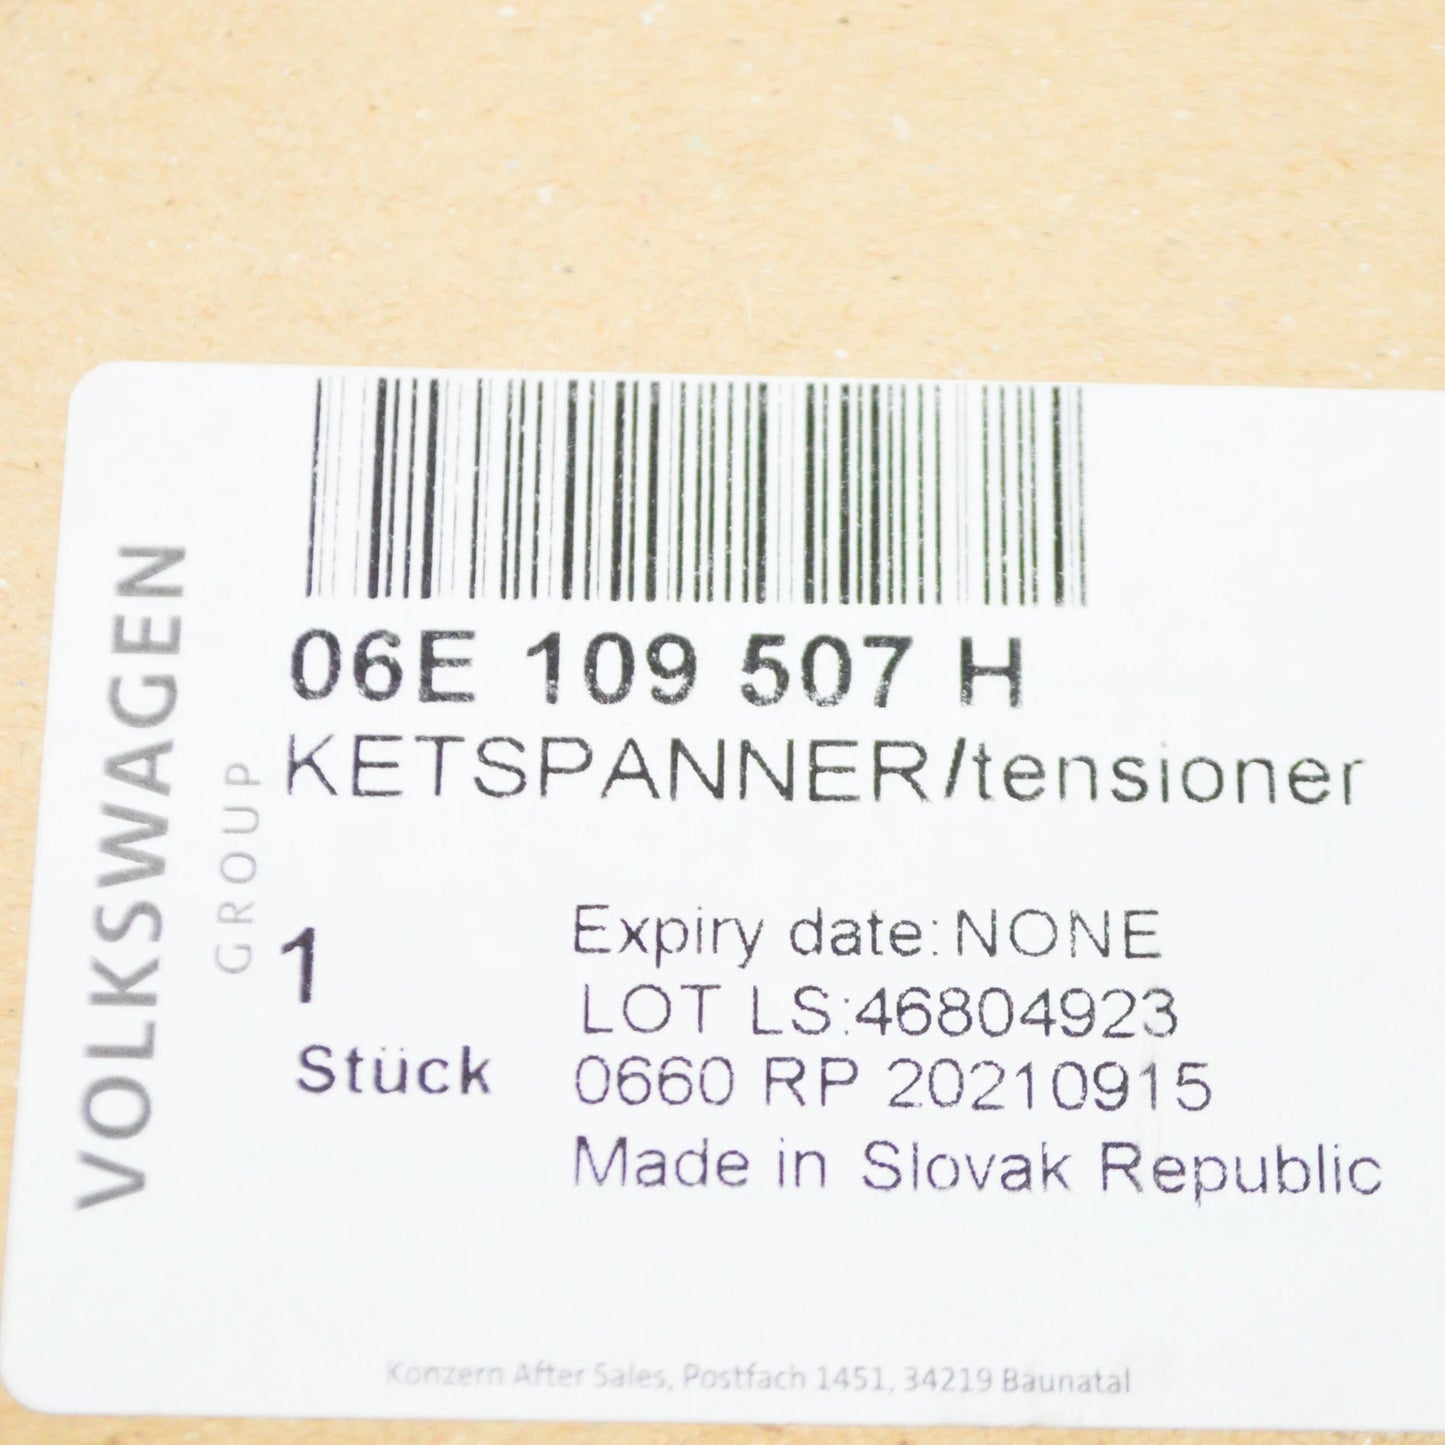 VOLKSWAGEN
GROUP
06E 109 507 H
KETSPANNER/tensioner
1
Stück
Expiry date:NONE
LOT LS:46804923
0660 RP 20210915
Made in Slovak Republic
Konzern After Sales, Postfach 1451, 34219 Baunatal